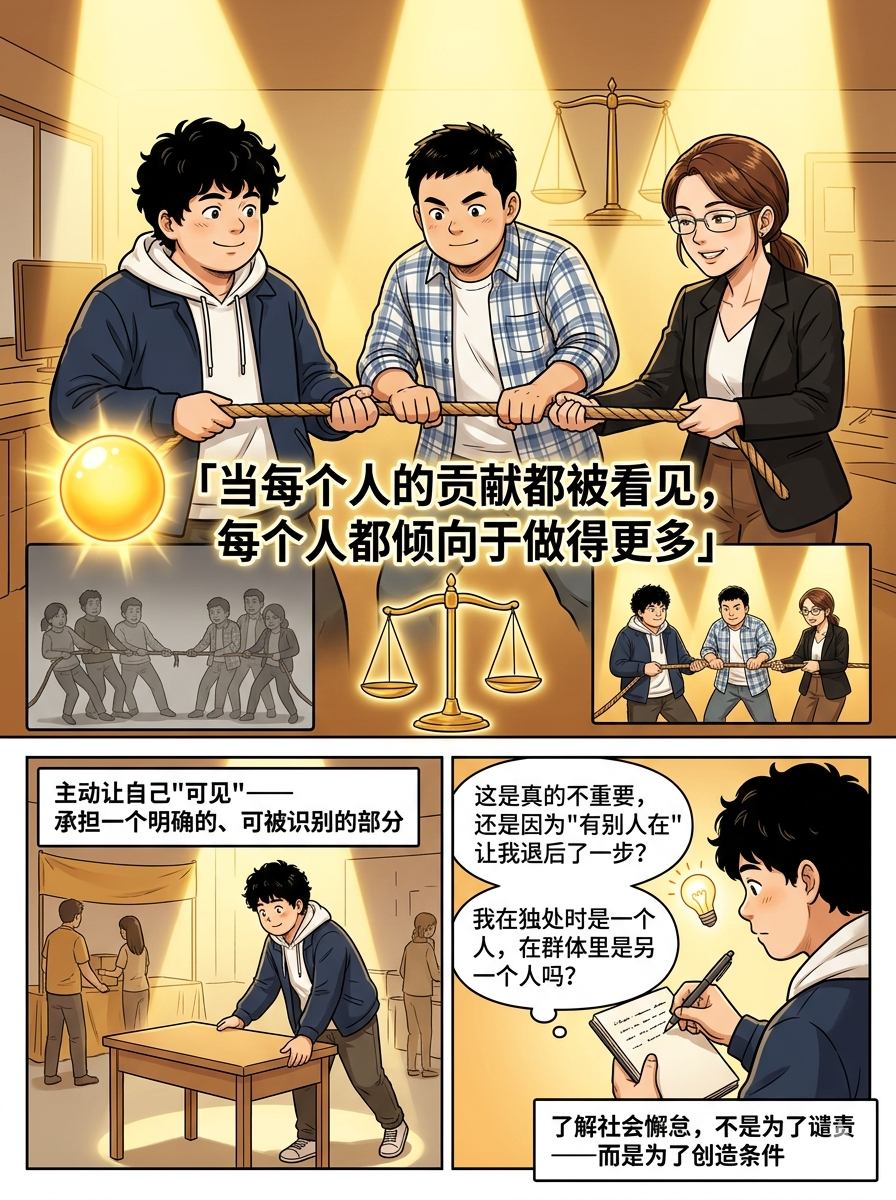 「当每个人的贡献都被看见，
每个人都倾向于做得更多」
主动让自己"可见"——
承担一个明确的、可被识别的部分
这是真的不重要，
还是因为"有别人在"
让我退后了一步？
我在独处时是一个
人，在群体里是另
一个人吗？
了解社会懈怠，不是为了谴责
——而是为了创造条件